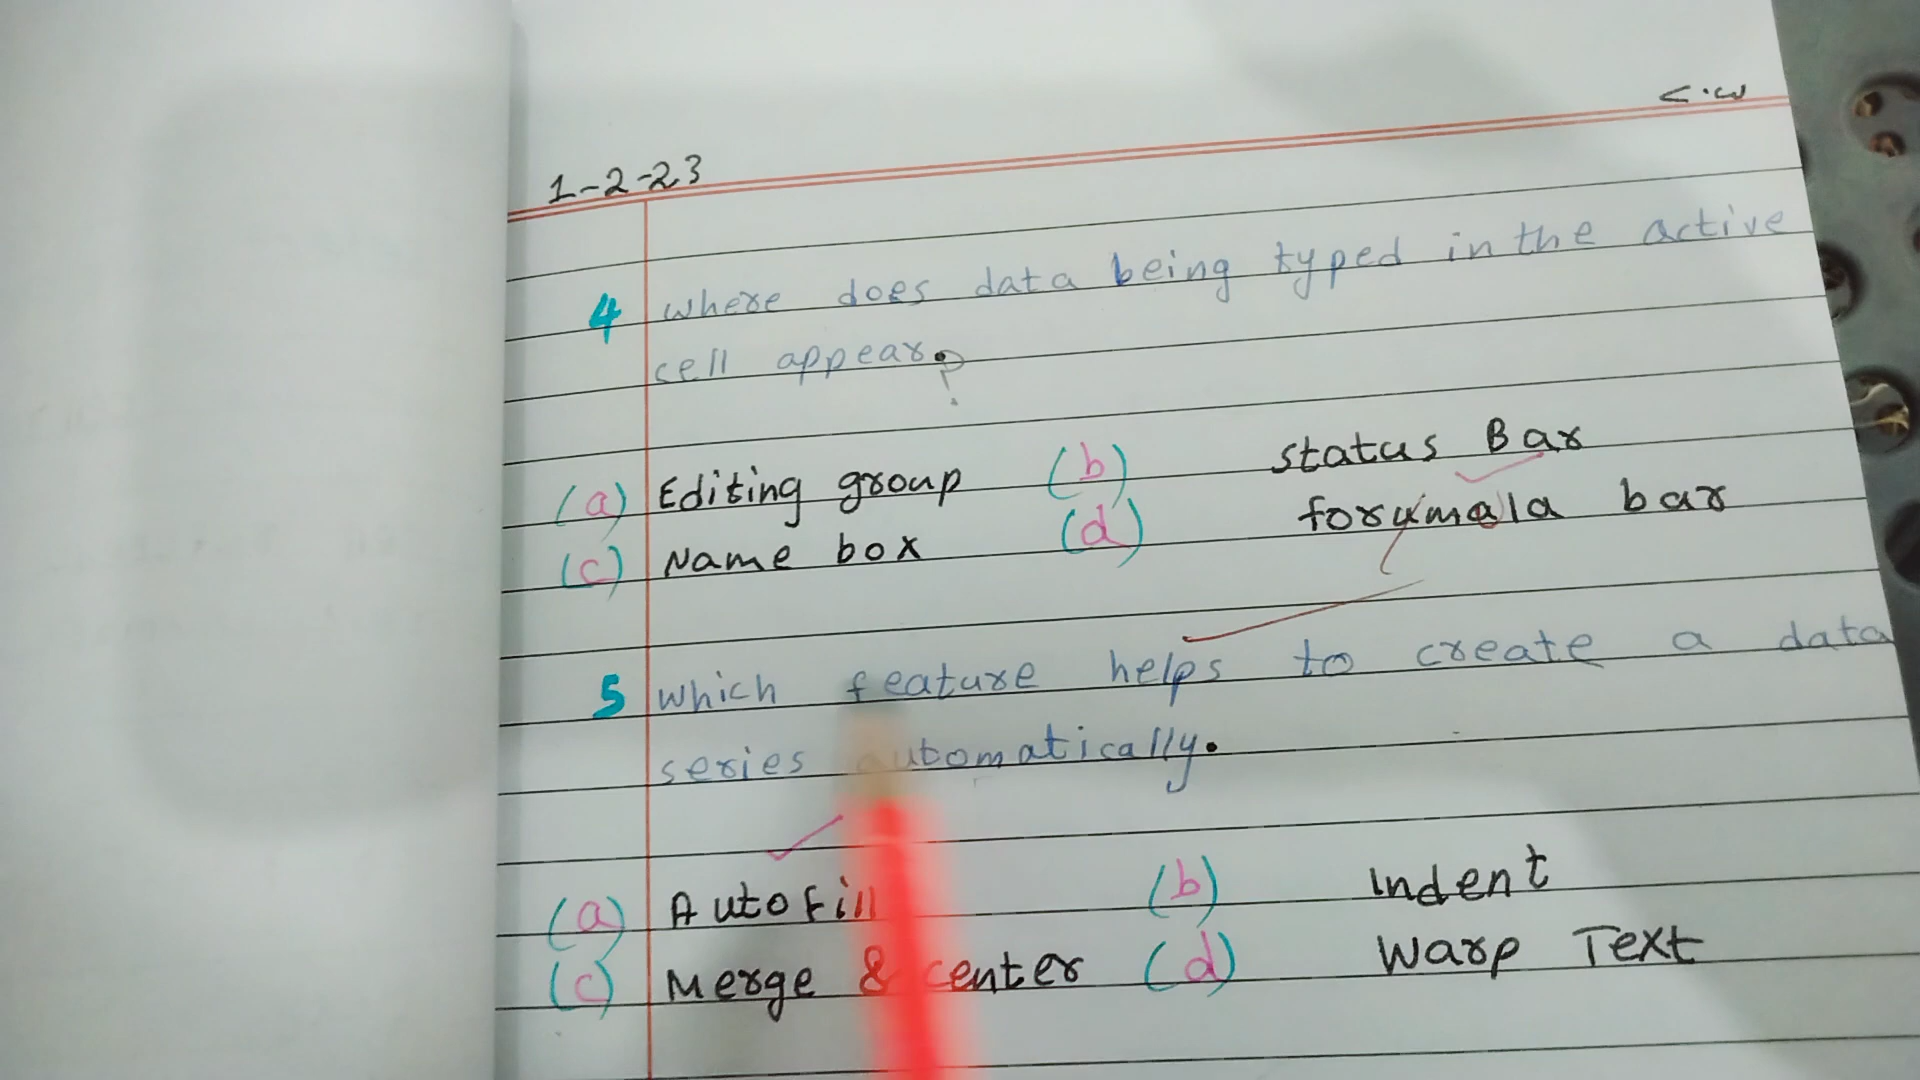 C.W
1-2-23
4 where does data being typed in the active
cell appear?
(a) Editing group (b) status Bar
(c) Name box (d) forumala bar
5 which feature helps to create a data
series automatically.
(a) AutoFill (b) Indent
(c) Merge & center (d) Warp Text